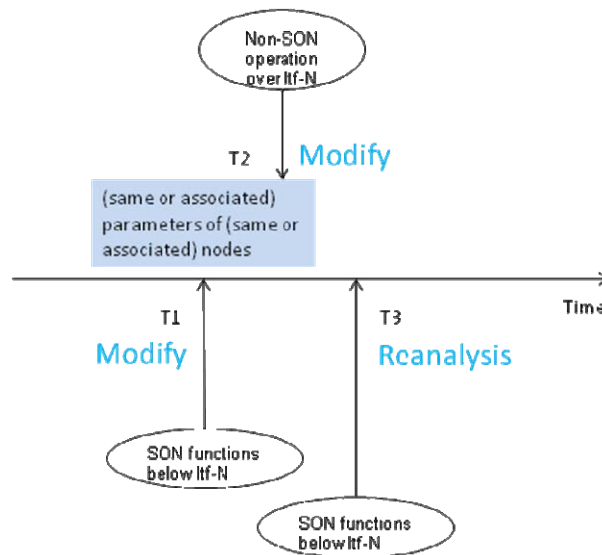 Non-SON
operation
over Itf-N
T2
Modify
(same or associated)
parameters of (same or
associated) nodes
Time
T1
Modify
T3
Reanalysis
SON functions
below Itf-N
SON functions
below Itf-N